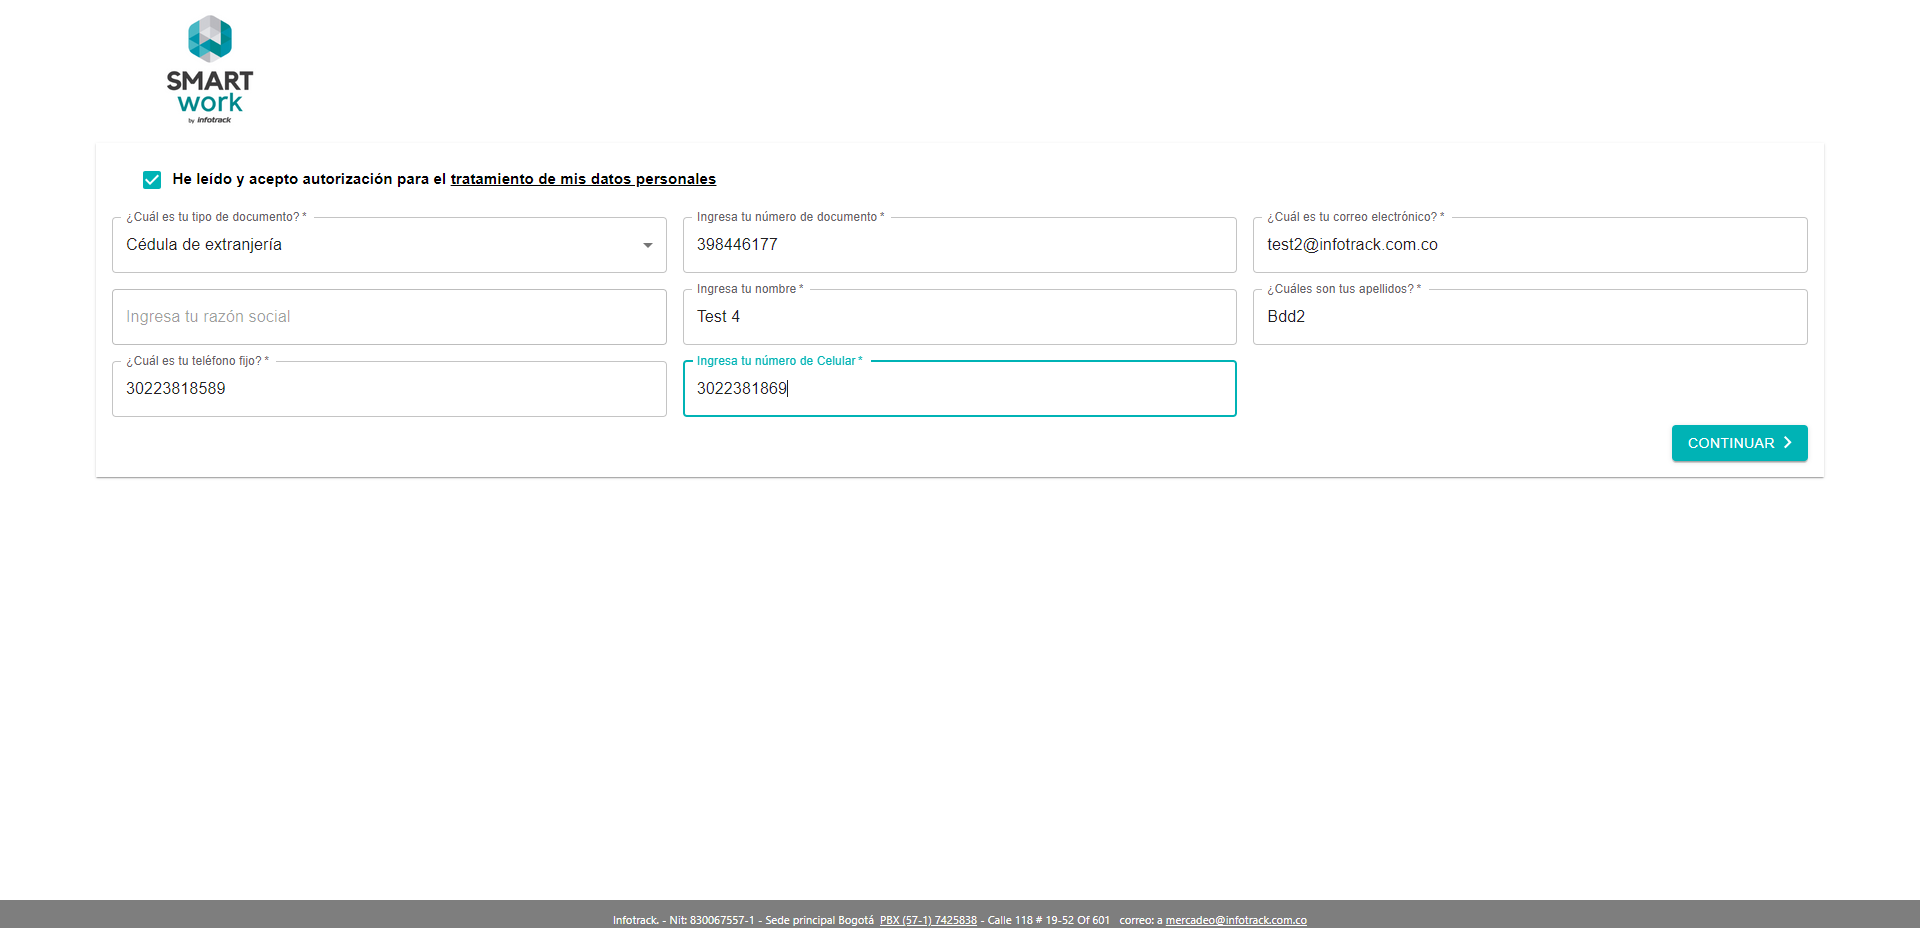 SMART
work
by infotrack
He leído y acepto autorización para el tratamiento de mis datos personales
¿Cuál es tu tipo de documento? *
Cédula de extranjería
Ingresa tu número de documento *
398446177
¿Cuál es tu correo electrónico? *
test2@infotrack.com.co
Ingresa tu razón social
Ingresa tu nombre *
Test 4
¿Cuáles son tus apellidos? *
Bdd2
¿Cuál es tu teléfono fijo? *
30223818589
Ingresa tu número de Celular *
3022381869
CONTINUAR
Infotrack. - Nit: 830067557-1 - Sede principal Bogotá PBX (57-1) 7425838 - Calle 118 # 19-52 Of 601 correo: a mercadeo@infotrack.com.co